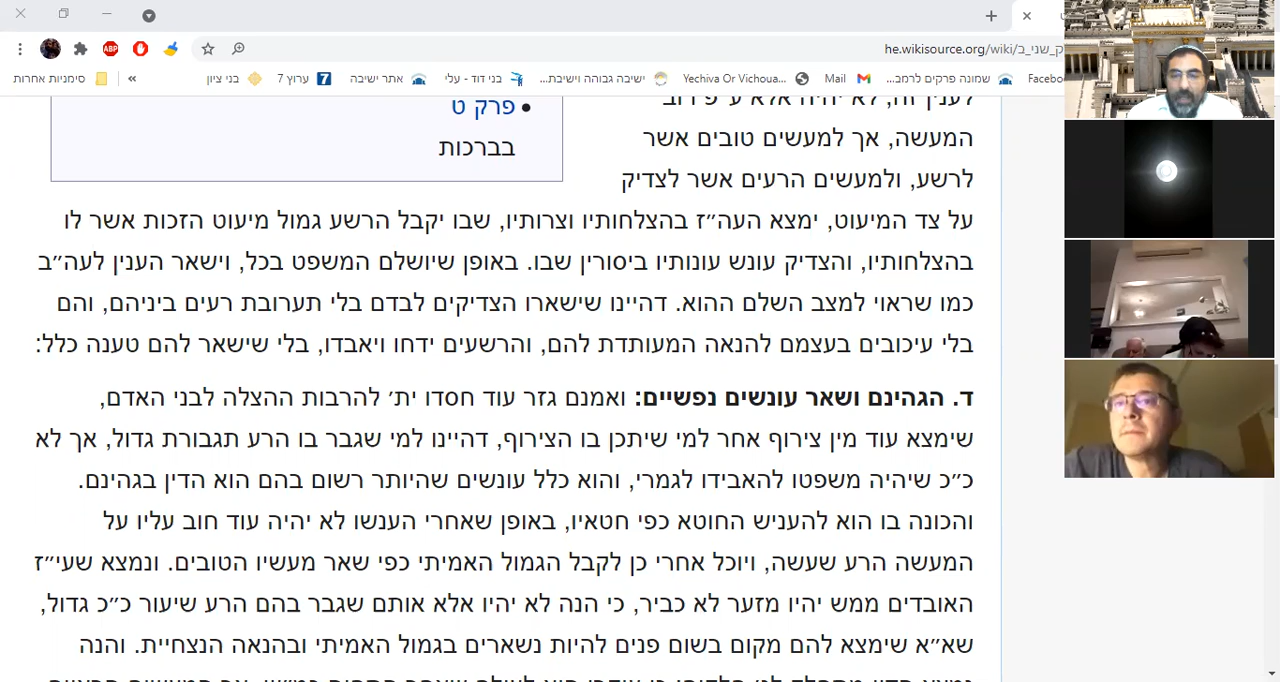 he.wikisource.org/wiki/ק_שני_ב
סימניות אחרות
»
בני ציון
ערוץ 7
אתר ישיבה
בני דוד - עלי
ישיבה גבוהה וישיבת...
Yechiva Or Vichoua...
Mail
שמונה פרקים לרמב...
Facebo
פרק ט
בברכות
לענין זה, לא יהיה אלא ע״פ רוב
המעשה, אך למעשים טובים אשר
לרשע, ולמעשים הרעים אשר לצדיק
על צד המיעוט, ימצא העה״ז בהצלחותיו וצרותיו, שבו יקבל הרשע גמול מיעוט הזכות אשר לו
בהצלחותיו, והצדיק עונש עונותיו ביסורין שבו. באופן שיושלם המשפט בכל, וישאר הענין לעה״ב
כמו שראוי למצב השלם ההוא. דהיינו שישארו הצדיקים לבדם בלי תערובת רעים ביניהם, והם
בלי עיכובים בעצמם להנאה המעותדת להם, והרשעים ידחו ויאבדו, בלי שישאר להם טענה כלל:
ד. הגהינם ושאר עונשים נפשיים: ואמנם גזר עוד חסדו ית׳ להרבות ההצלה לבני האדם,
שימצא עוד מין צירוף אחר למי שיתכן בו הצירוף, דהיינו למי שגבר בו הרע תגבורת גדול, אך לא
כ״כ שיהיה משפטו להאבידו לגמרי, והוא כלל עונשים שהיותר רשום בהם הוא הדין בגהינם.
והכונה בו הוא להעניש החוטא כפי חטאיו, באופן שאחרי הענשו לא יהיה עוד חוב עליו על
המעשה הרע שעשה, ויוכל אחרי כן לקבל הגמול האמיתי כפי שאר מעשיו הטובים. ונמצא שעי״ז
האובדים ממש יהיו מזער לא כביר, כי הנה לא יהיו אלא אותם שגבר בהם הרע שיעור כ״כ גדול,
שא״א שימצא להם מקום בשום פנים להיות נשארים בגמול האמיתי ובהנאה הנצחיית. והנה